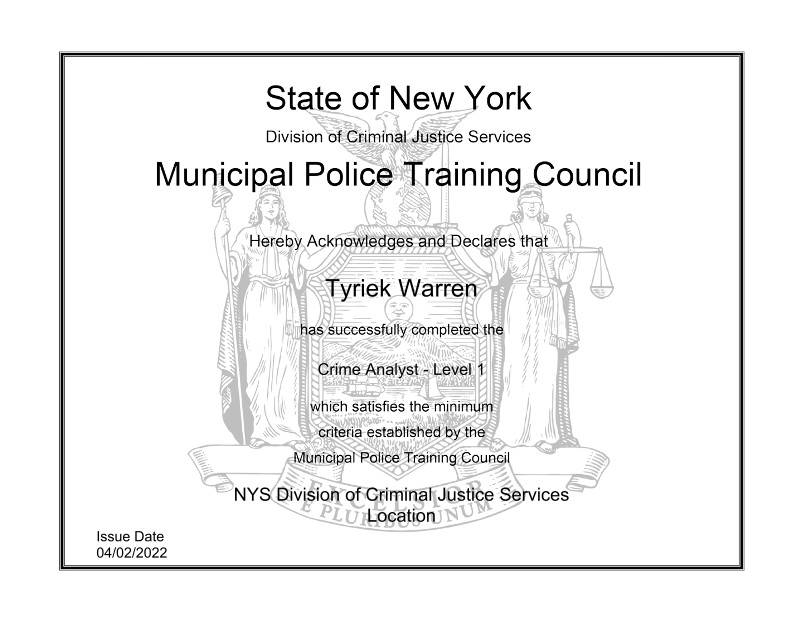 State of New York
Division of Criminal Justice Services
Municipal Police Training Council
Hereby Acknowledges and Declares that
Tyriek Warren
has successfully completed the
Crime Analyst - Level 1
which satisfies the minimum
criteria established by the
Municipal Police Training Council
EXCELSIOR
NYS Division of Criminal Justice Services
E PLURIBUS UNUM
Location
Issue Date
04/02/2022